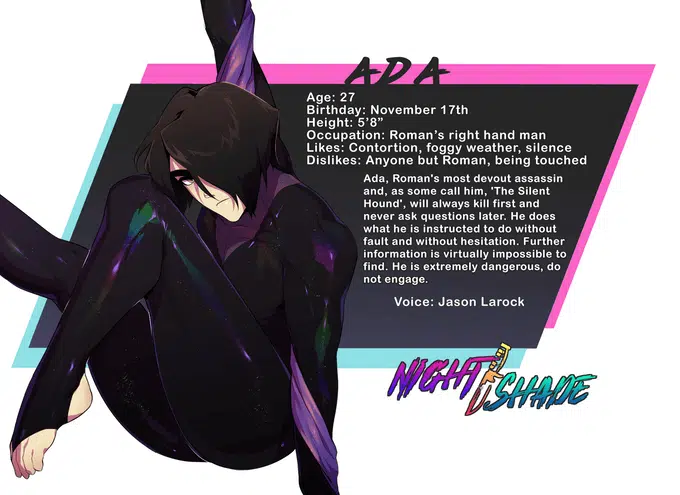 ADA
Age: 27
Birthday: November 17th
Height: 5'8"
Occupation: Roman's right hand man
Likes: Contortion, foggy weather, silence
Dislikes: Anyone but Roman, being touched
Ada, Roman's most devout assassin
and, as some call him, 'The Silent
Hound', will always kill first and
never ask questions later. He does
what he is instructed to do without
fault and without hesitation. Further
information is virtually impossible to
find. He is extremely dangerous, do
not engage.
Voice: Jason Larock
NIGHT SHADE